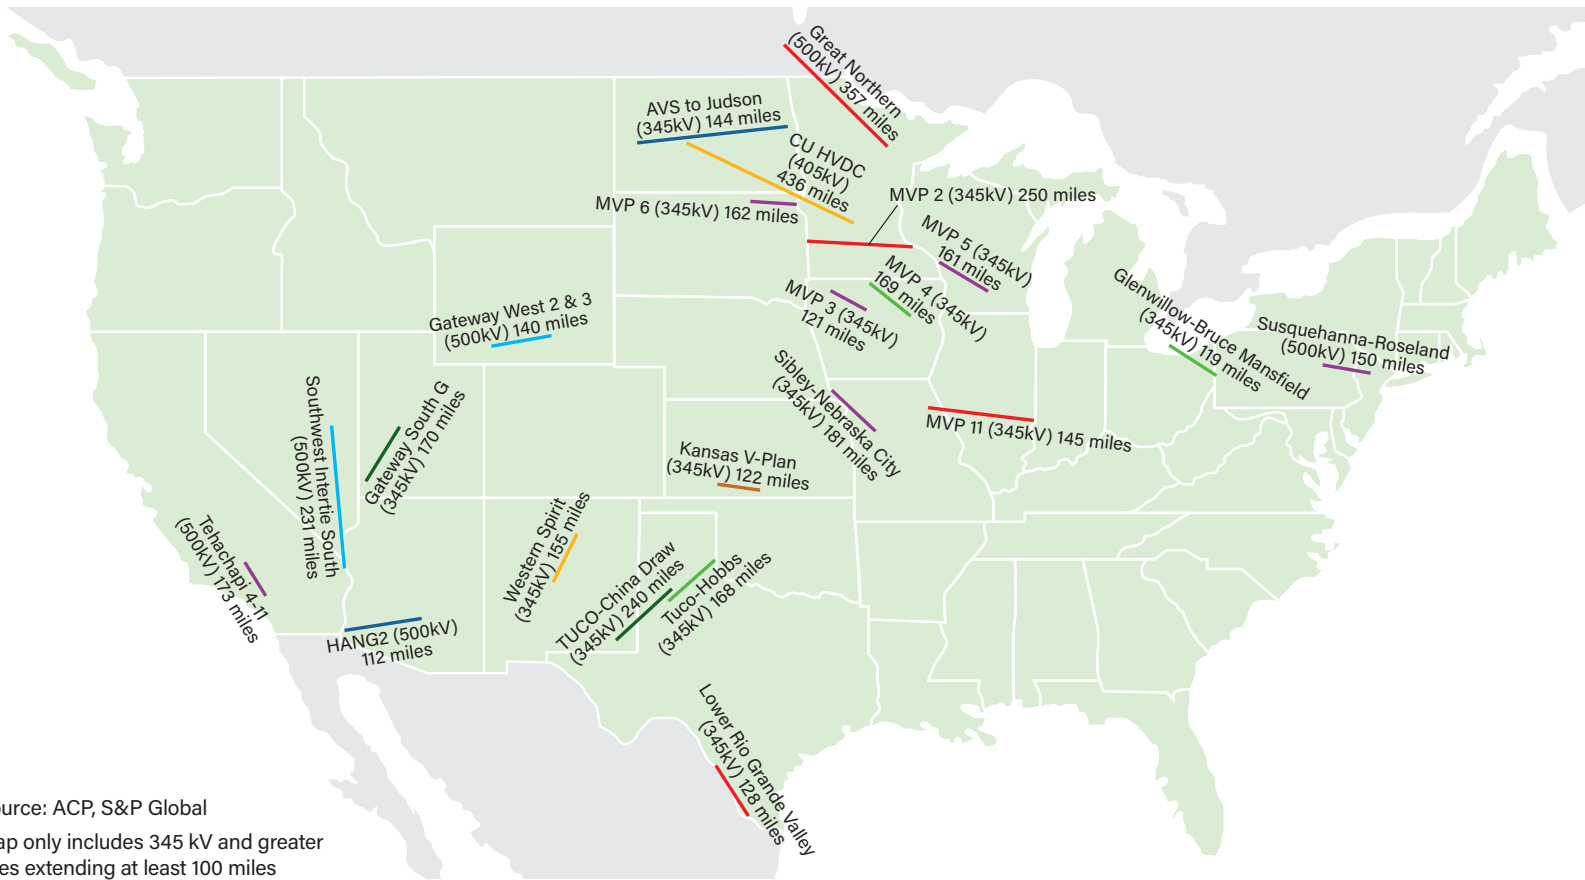 Great Northern
(500kV) 357 miles
AVS to Judson
(345kV) 144 miles
CU HVDC
(405kV)
436 miles
MVP 2 (345kV) 250 miles
MVP 6 (345kV) 162 miles
MVP 5 (345kV)
161 miles
MVP 4 (345kV)
169 miles
MVP 3 (345kV)
121 miles
Glenwillow-Bruce Mansfield
(345kV) 119 miles
Susquehanna-Roseland
(500kV) 150 miles
Gateway West 2 & 3
(500kV) 140 miles
Sibley-Nebraska City
(345kV) 181 miles
MVP 11 (345kV) 145 miles
Southwest Intertie South
(500kV) 231 miles
Gateway South G
(345KV) 170 miles
Kansas V-Plan
(345kV) 122 miles
Tehachapi 4-11
(500kV) 173 miles
Western Spirit
(345kV) 155 miles
TUCO-China Draw
(345kV) 240 miles
Tuco-Hobbs
(345kV) 168 miles
HANG2 (500kV)
112 miles
Lower Rio Grande Valley
(345kV) 128 miles
urce: ACP, S&P Global
ap only includes 345 kV and greater
es extending at least 100 miles